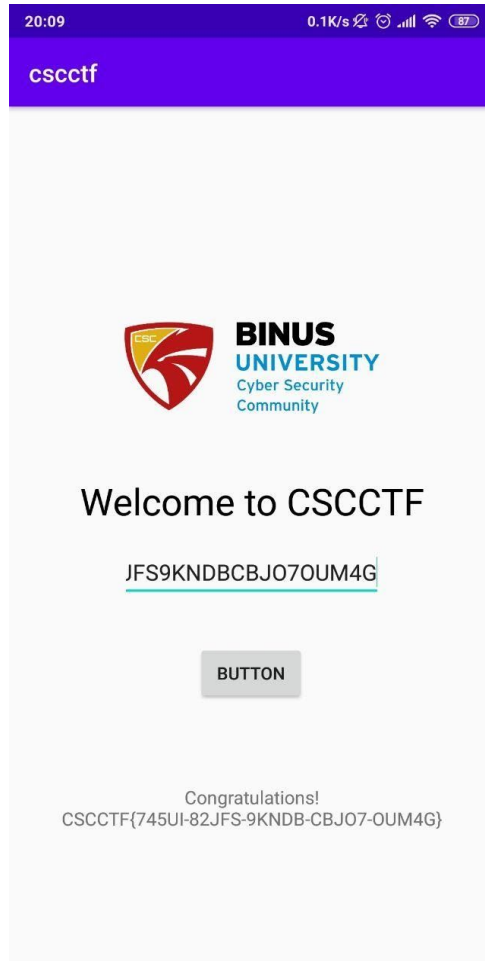 20:09
0.1K/s
87
cscctf
CSC
BINUS
UNIVERSITY
Cyber Security
Community
Welcome to CSCCTF
JFS9KNDBCBJO7OUM4G
BUTTON
Congratulations!
CSCCTF{745UI-82JFS-9KNDB-CBJO7-OUM4G}